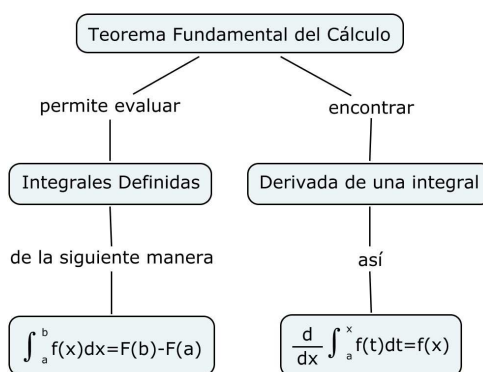 Teorema Fundamental del Cálculo
permite evaluar
encontrar
Integrales Definidas
Derivada de una integral
de la siguiente manera
así
∫ₐᵇ f(x)dx=F(b)-F(a)
d/dx ∫ₐˣ f(t)dt=f(x)